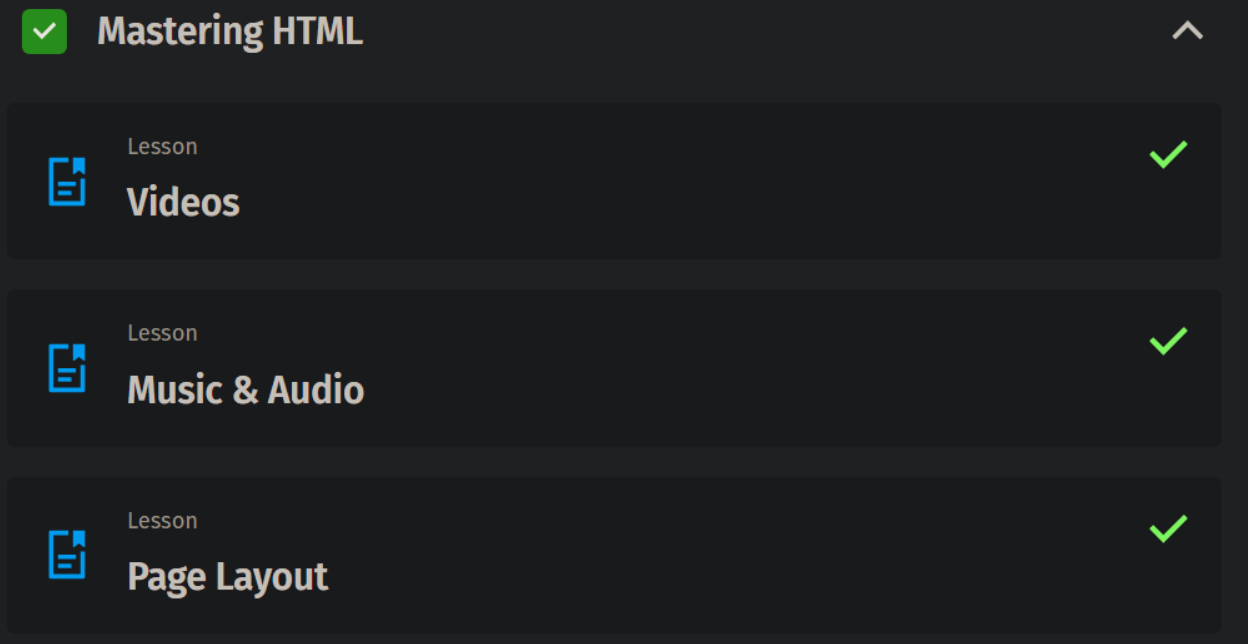 Mastering HTML
Lesson
Videos
Lesson
Music & Audio
Lesson
Page Layout